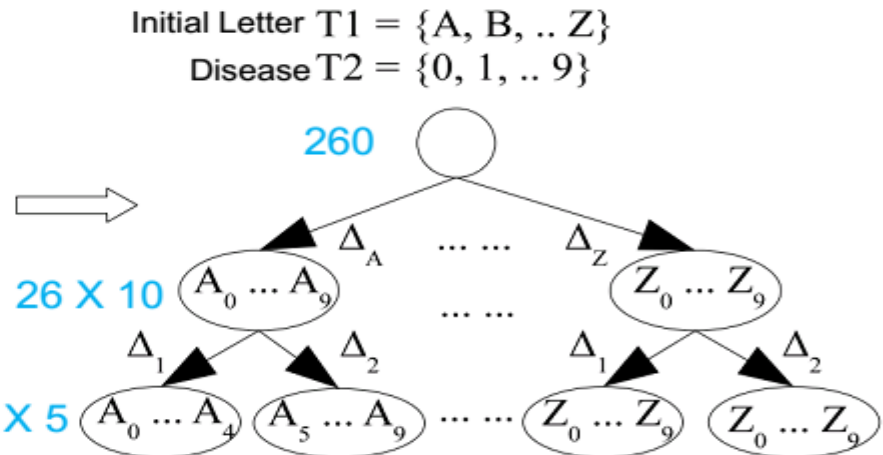 Initial Letter T1 = {A, B, .. Z}
Disease T2 = {0, 1, .. 9}
260
Δ_A ... ... Δ_Z
26 X 10 A_0 ... A_9 ... ... Z_0 ... Z_9
Δ_1 Δ_2 Δ_1 Δ_2
X 5 A_0 ... A_4 A_5 ... A_9 ... ... Z_0 ... Z_9 Z_0 ... Z_9